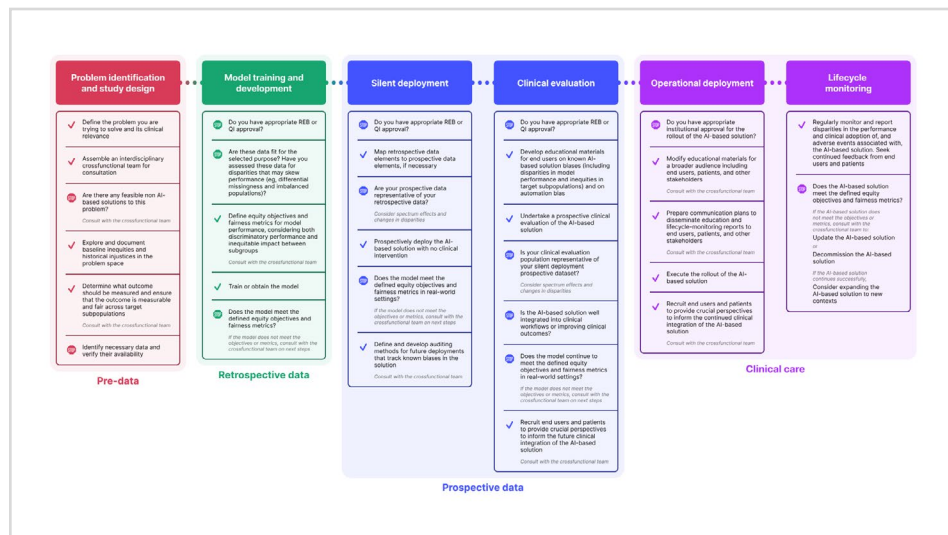 Problem identification
and study design
Define the problem you are
trying to solve and its clinical
relevance
Assemble an interdisciplinary
crossfunctional team for
consultation
STOP
Are there any feasible non AI-
based solutions to this
problem?
Consult with the crossfunctional team
Explore and document
baseline inequities and
historical injustices in the
problem space
Determine what outcome
should be measured and ensure
that the outcome is measurable
and fair across target
subpopulations
STOP
Identify necessary data and
verify their availability
Pre-data
Model training and
development
STOP
Do you have appropriate REB or
QI approval?
STOP
Are these data fit for the
selected purpose? Have you
assessed these data for
disparities that may skew
performance (eg, differential
missingness and imbalanced
populations)?
Define equity objectives and
fairness metrics for model
performance, considering both
discriminatory performance and
inequitable impact between
subgroups
Consult with the crossfunctional team
Train or obtain the model
STOP
Does the model meet the
defined equity objectives and
fairness metrics?
If the model does not meet the
objectives or metrics, consult with the
crossfunctional team on next steps
Retrospective data
Silent deployment
STOP
Do you have appropriate REB or
QI approval?
Map retrospective data
elements to prospective data
elements, if necessary
STOP
Are your prospective data
representative of your
retrospective data?
Consider spectrum effects and
changes in disparities
Prospectively deploy the AI-
based solution with no clinical
intervention
STOP
Does the model meet the
defined equity objectives and
fairness metrics in real-world
settings?
If the model does not meet the
objectives or metrics, consult with the
crossfunctional team on next steps
Define and develop auditing
methods for future deployments
that track known biases in the
solution
Consult with the crossfunctional team
Clinical evaluation
STOP
Do you have appropriate REB or
QI approval?
Develop educational materials
for end users on known AI-
based solution biases (including
disparities in model
performance and inequities in
target subpopulations) and on
automation bias
Undertake a prospective clinical
evaluation of the AI-based
solution
STOP
Is your clinical evaluation
population representative of
your silent deployment
prospective dataset?
Consider spectrum effects and
changes in disparities
STOP
Is the AI-based solution well
integrated into clinical
workflows or improving clinical
outcomes?
STOP
Does the model continue to
meet the defined equity
objectives and fairness metrics
in real-world settings?
If the model does not meet the
objectives or metrics, consult with the
crossfunctional team on next steps
Recruit end users and patients
to provide crucial perspectives
to inform the future clinical
integration of the AI-based
solution
Consult with the crossfunctional team
Prospective data
Operational deployment
STOP
Do you have appropriate
institutional approval for the
rollout of the AI-based solution?
Modify educational materials for
a broader audience including
end users, patients, and other
stakeholders
Consult with the crossfunctional team
Prepare communication plans to
disseminate education and
lifecycle-monitoring reports to
end users, patients, and other
stakeholders
Consult with the crossfunctional team
Execute the rollout of the AI-
based solution
Recruit end users and patients
to provide crucial perspectives
to inform the continued clinical
integration of the AI-based
solution
Consult with the crossfunctional team
Lifecycle
monitoring
Regularly monitor and report
disparities in the performance
and clinical adoption of, and
adverse events associated with,
the AI-based solution. Seek
continued feedback from end
users and patients
STOP
Does the AI-based solution
meet the defined equity
objectives and fairness metrics?
If the AI-based solution does
not meet the objectives or
metrics, consult with the
crossfunctional team to:
Update the AI-based solution
or
Decommission the AI-based
solution
If the AI-based solution
continues successfully,
Consider expanding the
AI-based solution to new
contexts
Clinical care